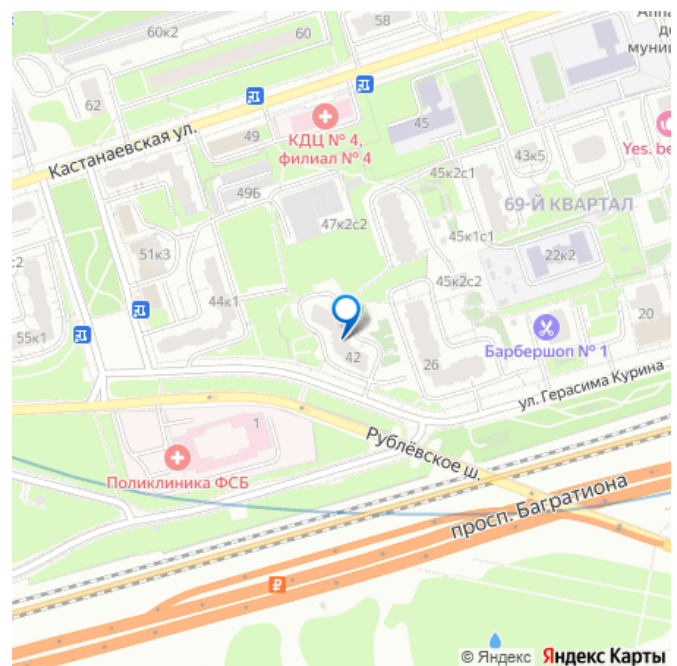 58
60к2
60
62
Кастанаевская ул.
49
КДЦ № 4,
филиал № 4
45
43к5
45к2с1
Yes. be
49Б
69-Й КВАРТАЛ
47к2с2
45к1с1
22к2
51к3
45к2с2
44к1
55к1
20
42
26
Барбершоп № 1
ул. Герасима Курина
1
Рублёвское ш.
Поликлиника ФСБ
просп. Багратиона
₽
© Яндекс Яндекс Карты